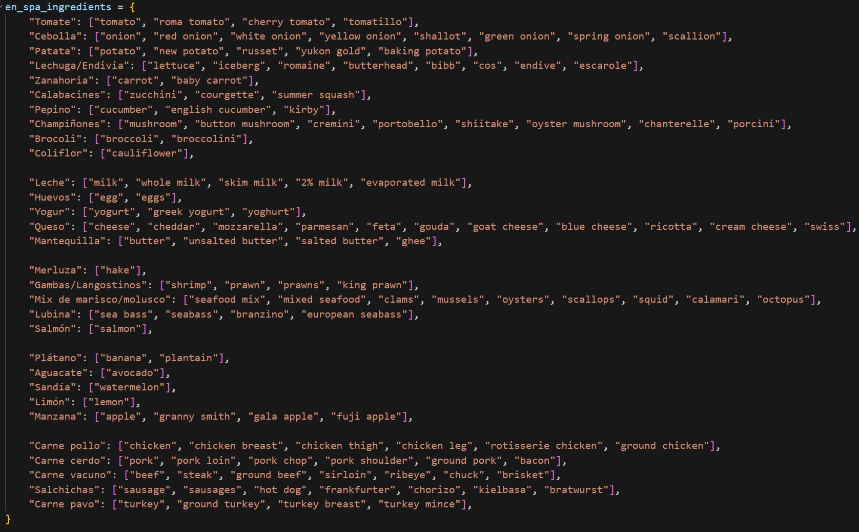 en_spa_ingredients = {
"Tomate": ["tomato", "roma tomato", "cherry tomato", "tomatillo"],
"Cebolla": ["onion", "red onion", "white onion", "yellow onion", "shallot", "green onion", "spring onion", "scallion"],
"Patata": ["potato", "new potato", "russet", "yukon gold", "baking potato"],
"Lechuga/Endivia": ["lettuce", "iceberg", "romaine", "butterhead", "bibb", "cos", "endive", "escarole"],
"Zanahoria": ["carrot", "baby carrot"],
"Calabacines": ["zucchini", "courgette", "summer squash"],
"Pepino": ["cucumber", "english cucumber", "kirby"],
"Champiñones": ["mushroom", "button mushroom", "cremini", "portobello", "shiitake", "oyster mushroom", "chanterelle", "porcini"],
"Brocoli": ["broccoli", "broccolini"],
"Coliflor": ["cauliflower"],
"Leche": ["milk", "whole milk", "skim milk", "2% milk", "evaporated milk"],
"Huevos": ["egg", "eggs"],
"Yogur": ["yogurt", "greek yogurt", "yoghurt"],
"Queso": ["cheese", "cheddar", "mozzarella", "parmesan", "feta", "gouda", "goat cheese", "blue cheese", "ricotta", "cream cheese", "swiss"],
"Mantequilla": ["butter", "unsalted butter", "salted butter", "ghee"],
"Merluza": ["hake"],
"Gambas/Langostinos": ["shrimp", "prawn", "prawns", "king prawn"],
"Mix de marisco/molusco": ["seafood mix", "mixed seafood", "clams", "mussels", "oysters", "scallops", "squid", "calamari", "octopus"],
"Lubina": ["sea bass", "seabass", "branzino", "european seabass"],
"Salmón": ["salmon"],
"Plátano": ["banana", "plantain"],
"Aguacate": ["avocado"],
"Sandía": ["watermelon"],
"Limón": ["lemon"],
"Manzana": ["apple", "granny smith", "gala apple", "fuji apple"],
"Carne pollo": ["chicken", "chicken breast", "chicken thigh", "chicken leg", "rotisserie chicken", "ground chicken"],
"Carne cerdo": ["pork", "pork loin", "pork chop", "pork shoulder", "ground pork", "bacon"],
"Carne vacuno": ["beef", "steak", "ground beef", "sirloin", "ribeye", "chuck", "brisket"],
"Salchichas": ["sausage", "sausages", "hot dog", "frankfurter", "chorizo", "kielbasa", "bratwurst"],
"Carne pavo": ["turkey", "ground turkey", "turkey breast", "turkey mince"],
}